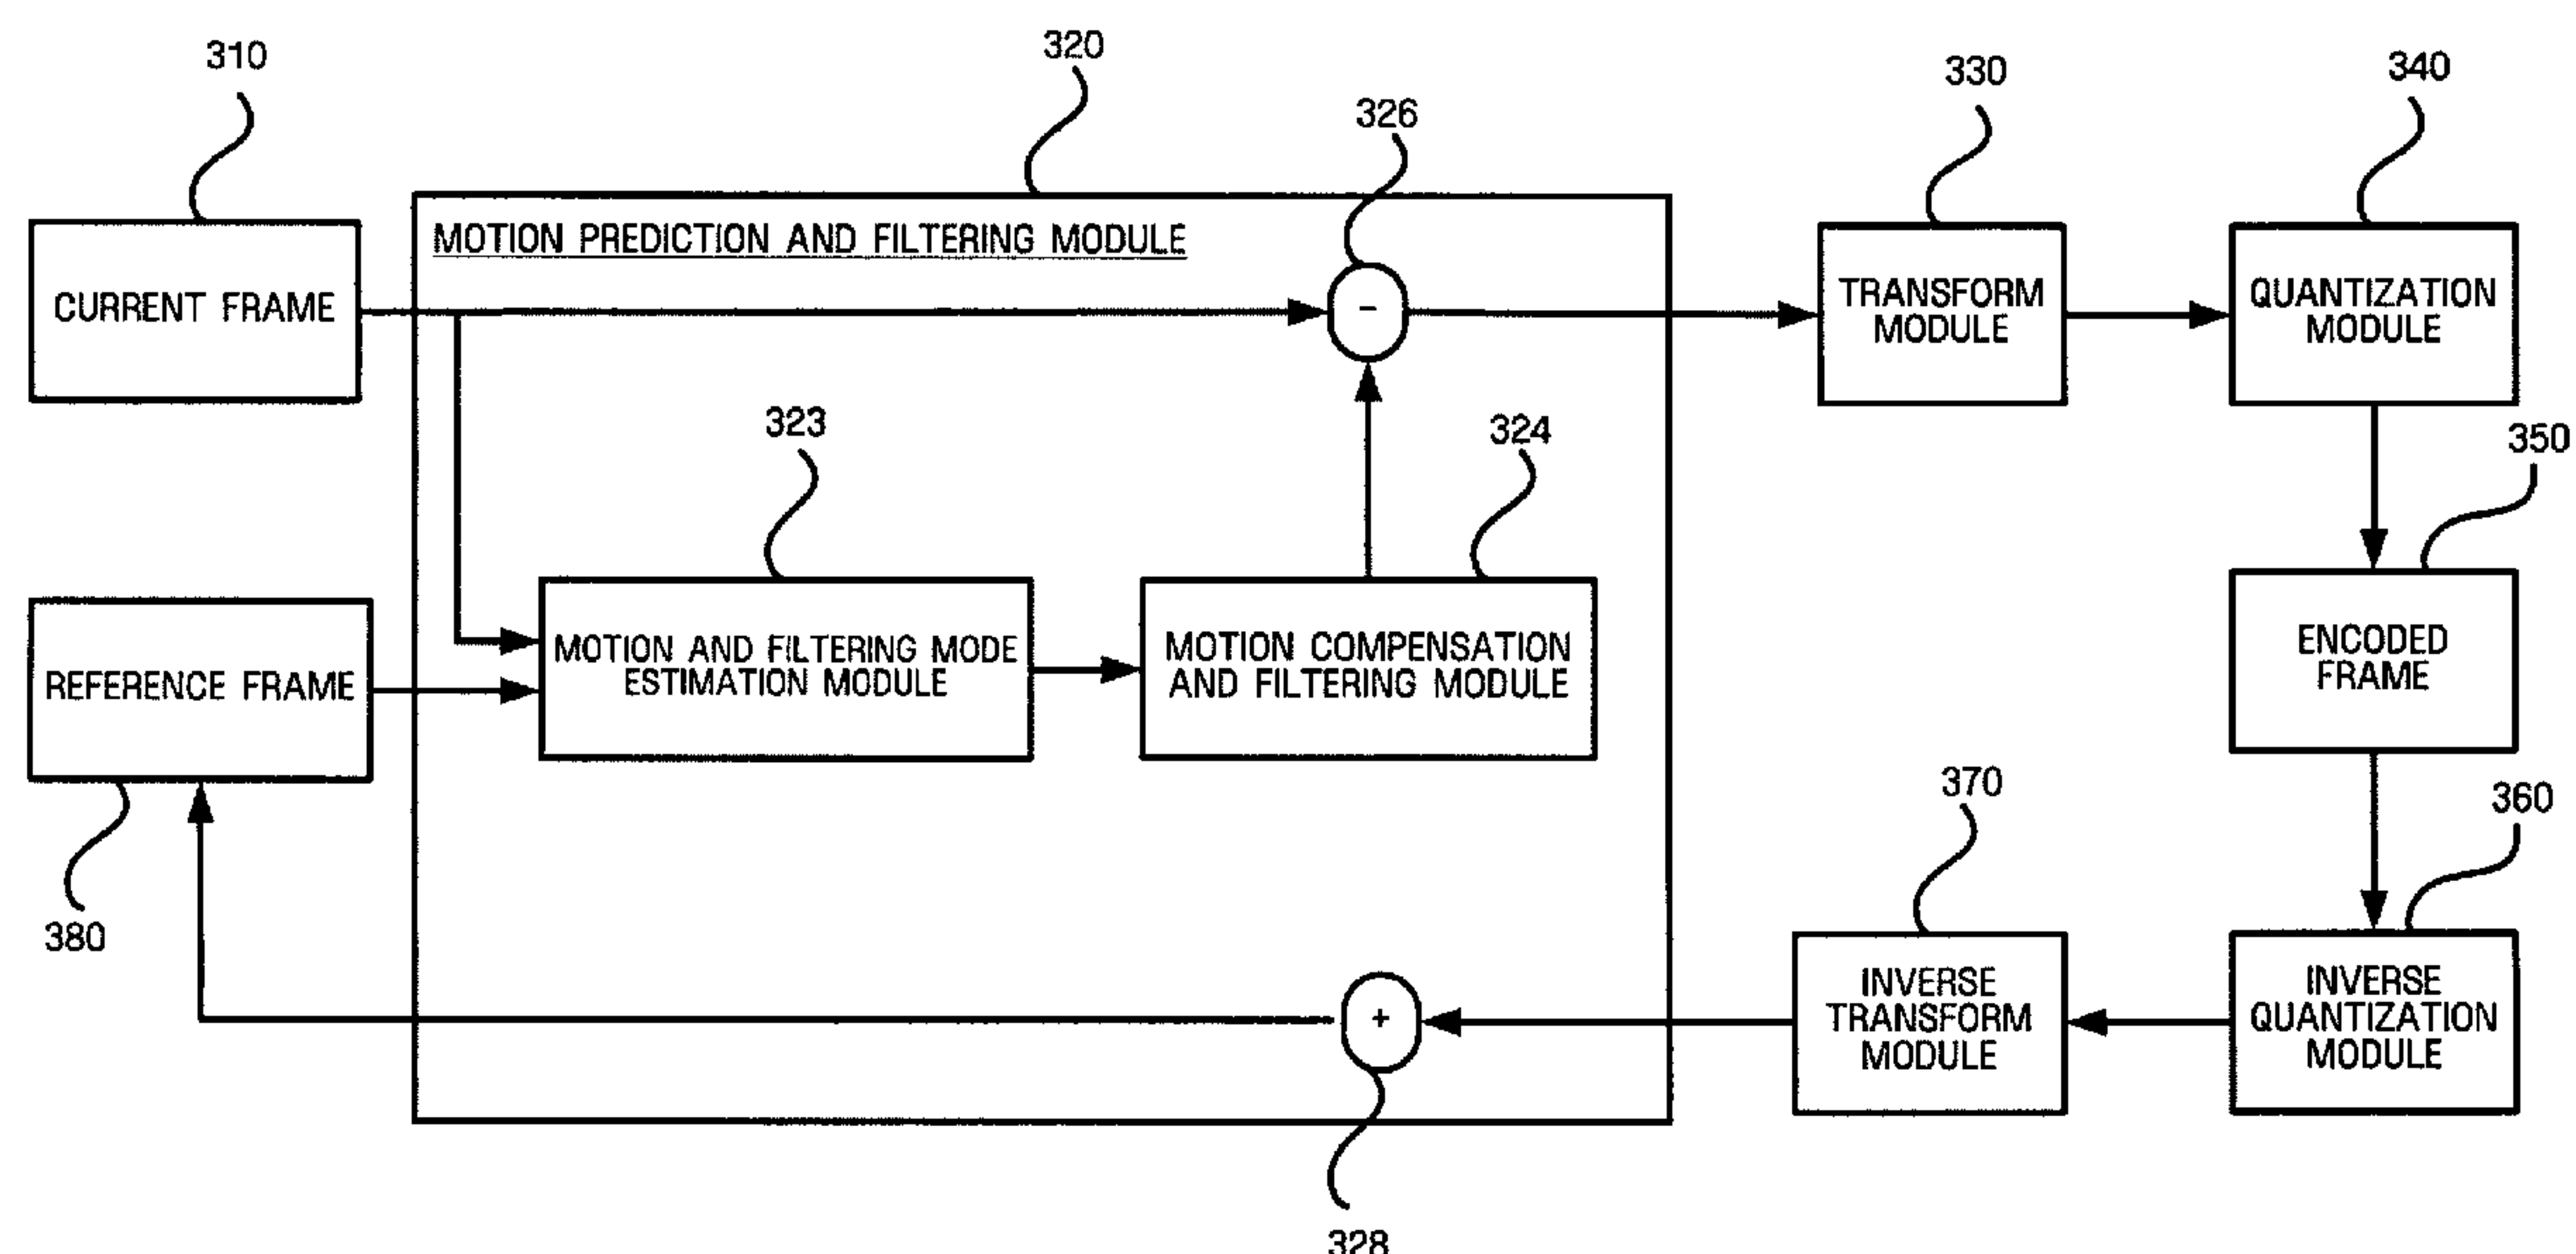 310
320
326
330
340
MOTION PREDICTION AND FILTERING MODULE
CURRENT FRAME
-
TRANSFORM
MODULE
QUANTIZATION
MODULE
323
324
350
REFERENCE FRAME
MOTION AND FILTERING MODE
ESTIMATION MODULE
MOTION COMPENSATION
AND FILTERING MODULE
ENCODED
FRAME
380
370
360
+
INVERSE
TRANSFORM
MODULE
INVERSE
QUANTIZATION
MODULE
328